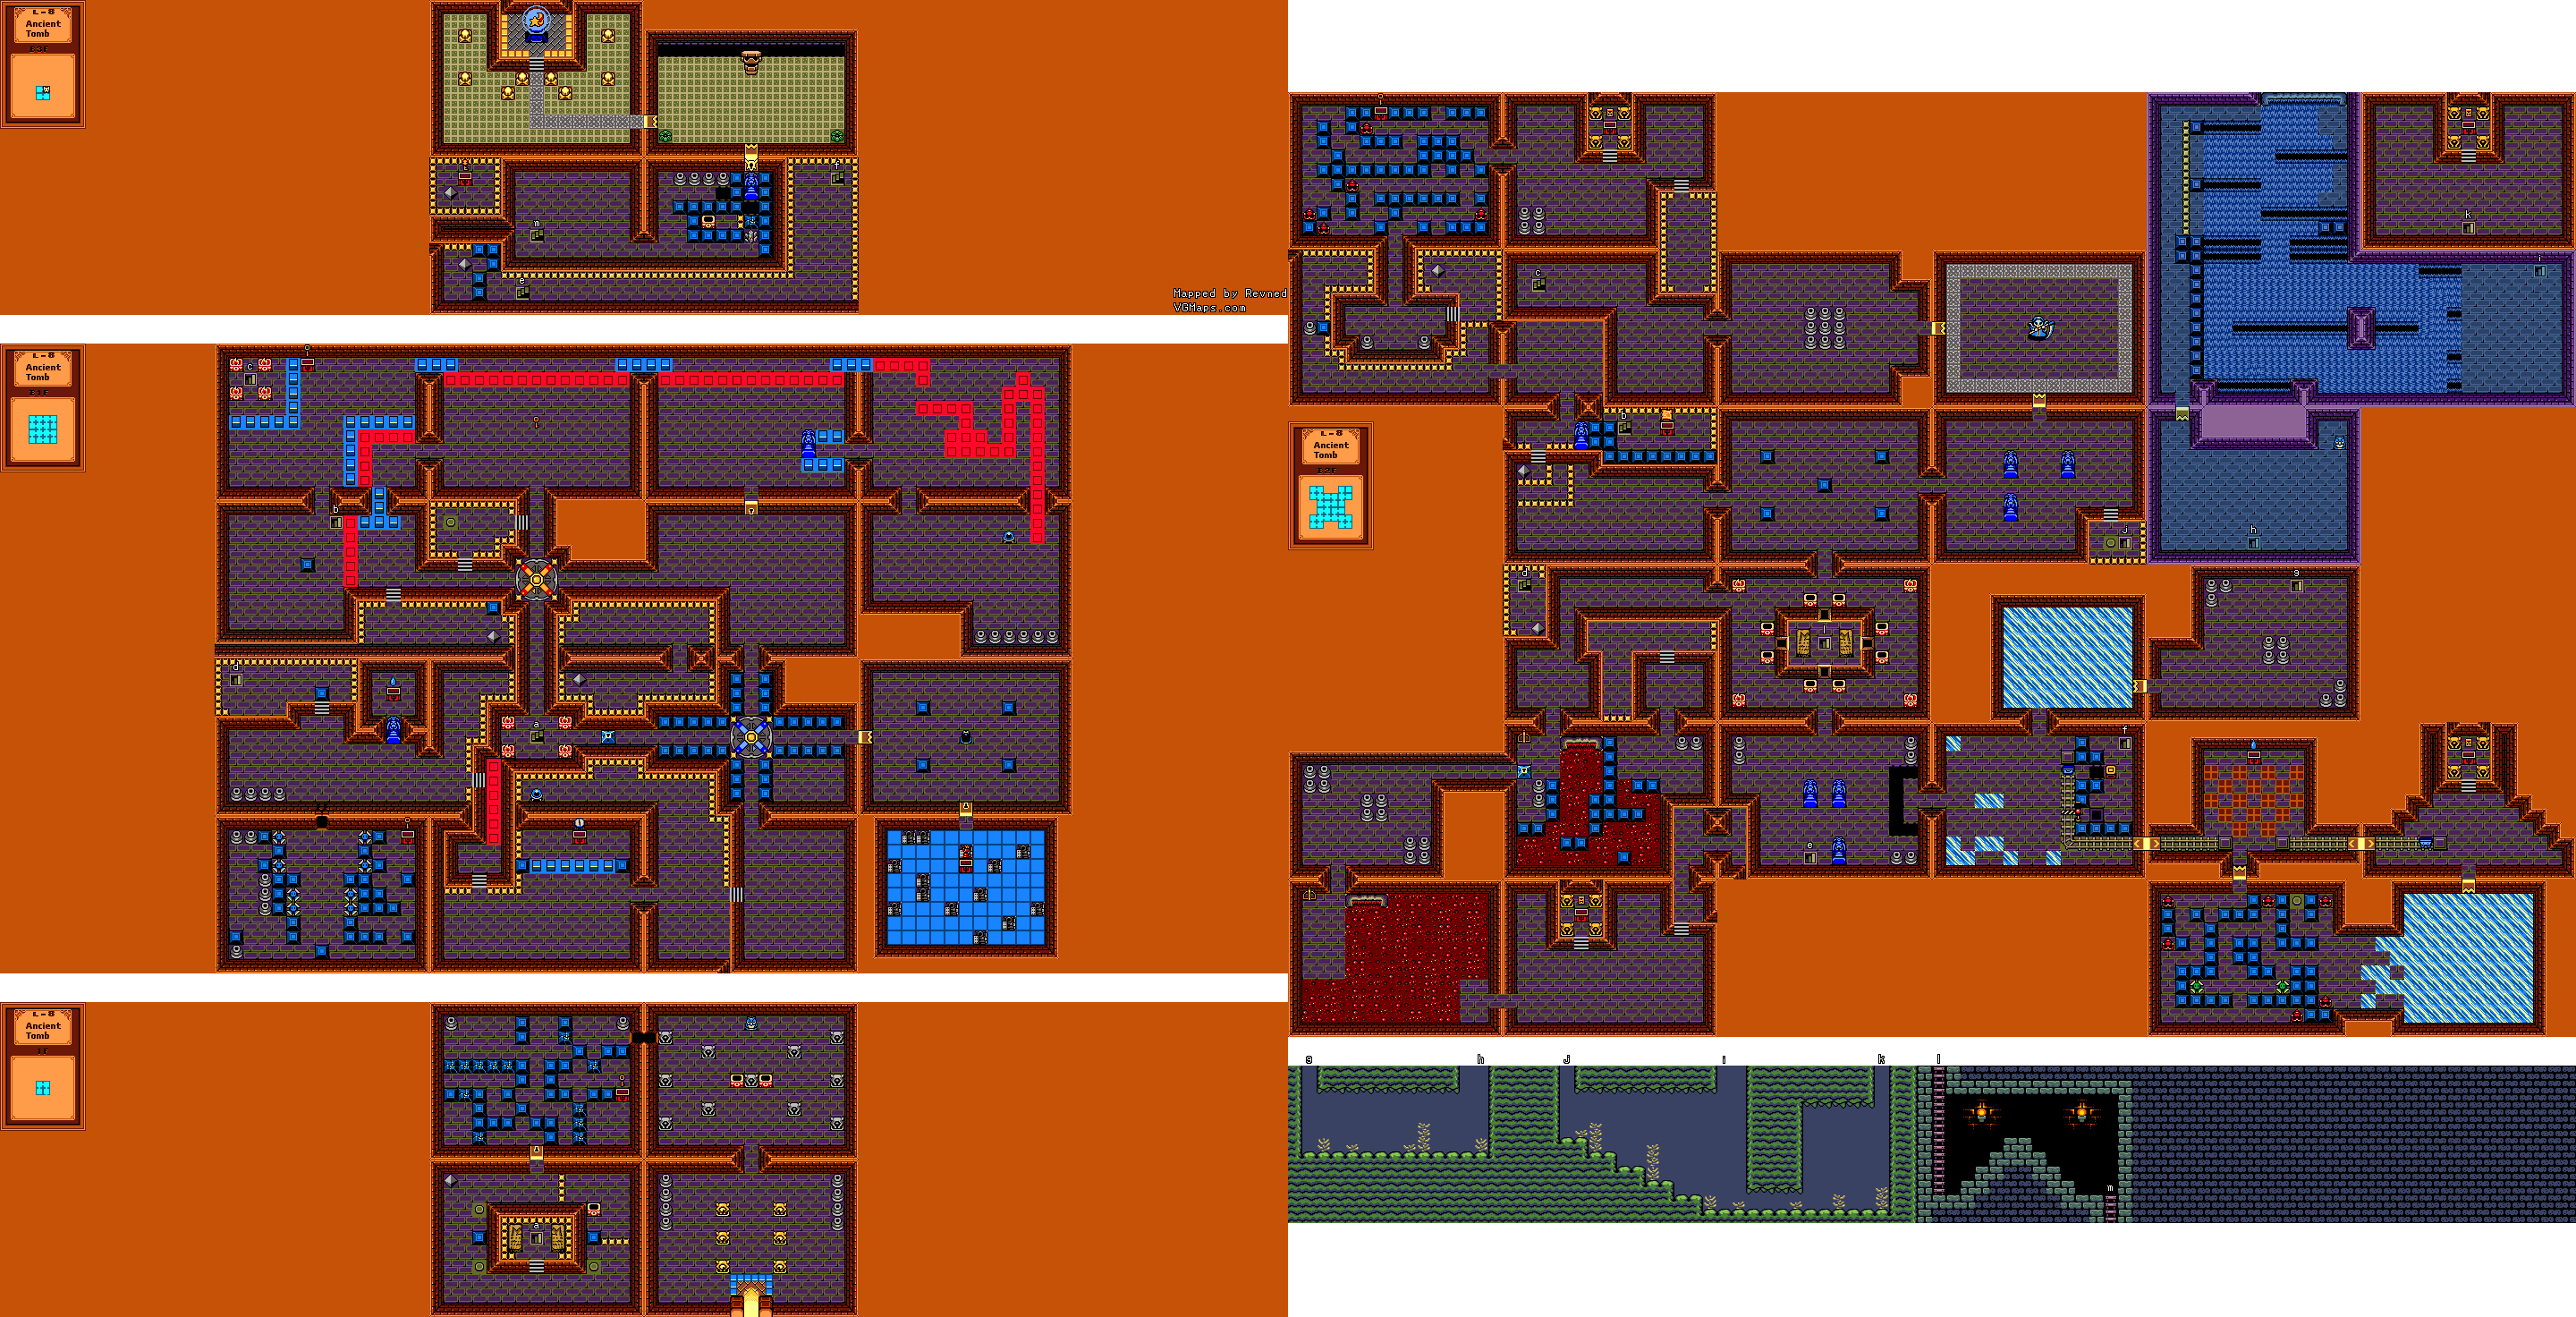 L-8
Ancient
Tomb
B3F
Mapped by Revned
VGMaps.com
m
e
f
L-8
Ancient
Tomb
B1F
c
b
d
a
L-8
Ancient
Tomb
1F
a
c
k
i
b
L-8
Ancient
Tomb
B2F
h
j
d
g
l
f
e
g
h
J
i
k
l
m